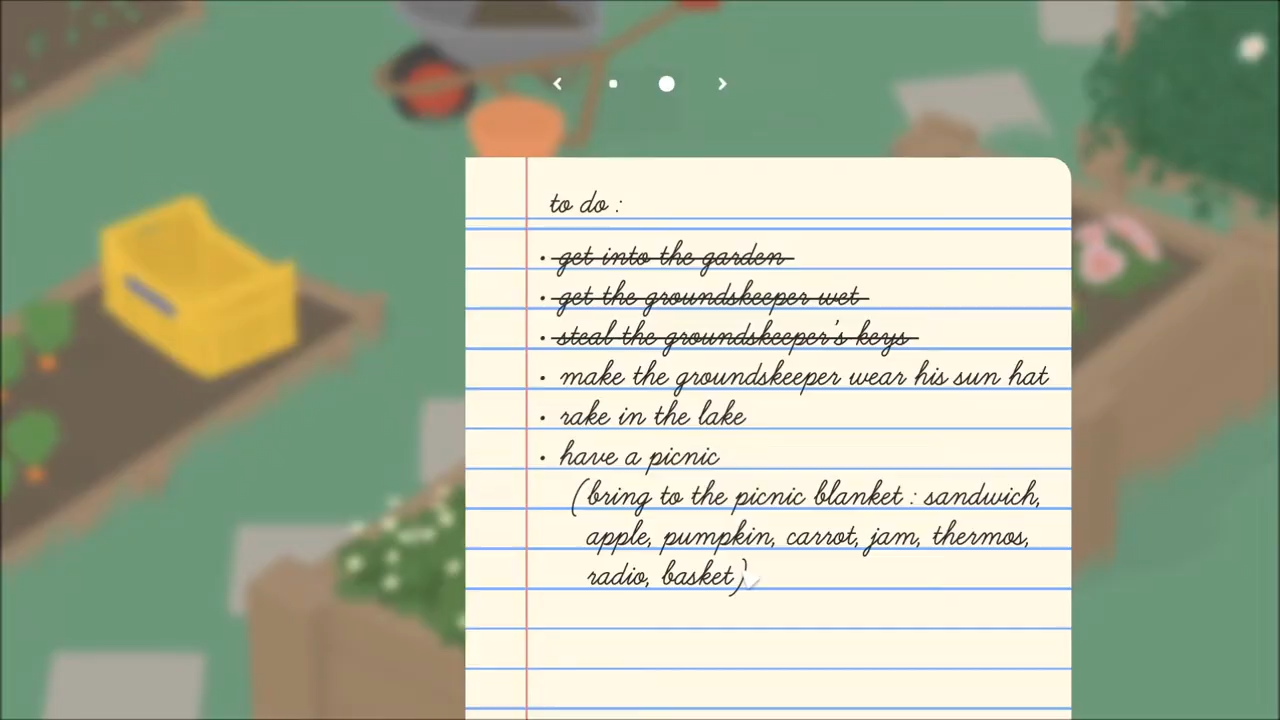 to do :
• get into the garden
• get the groundskeeper wet
• steal the groundskeeper's keys
• make the groundskeeper wear his sun hat
• rake in the lake
• have a picnic
(bring to the picnic blanket : sandwich,
apple, pumpkin, carrot, jam, thermos,
radio, basket)